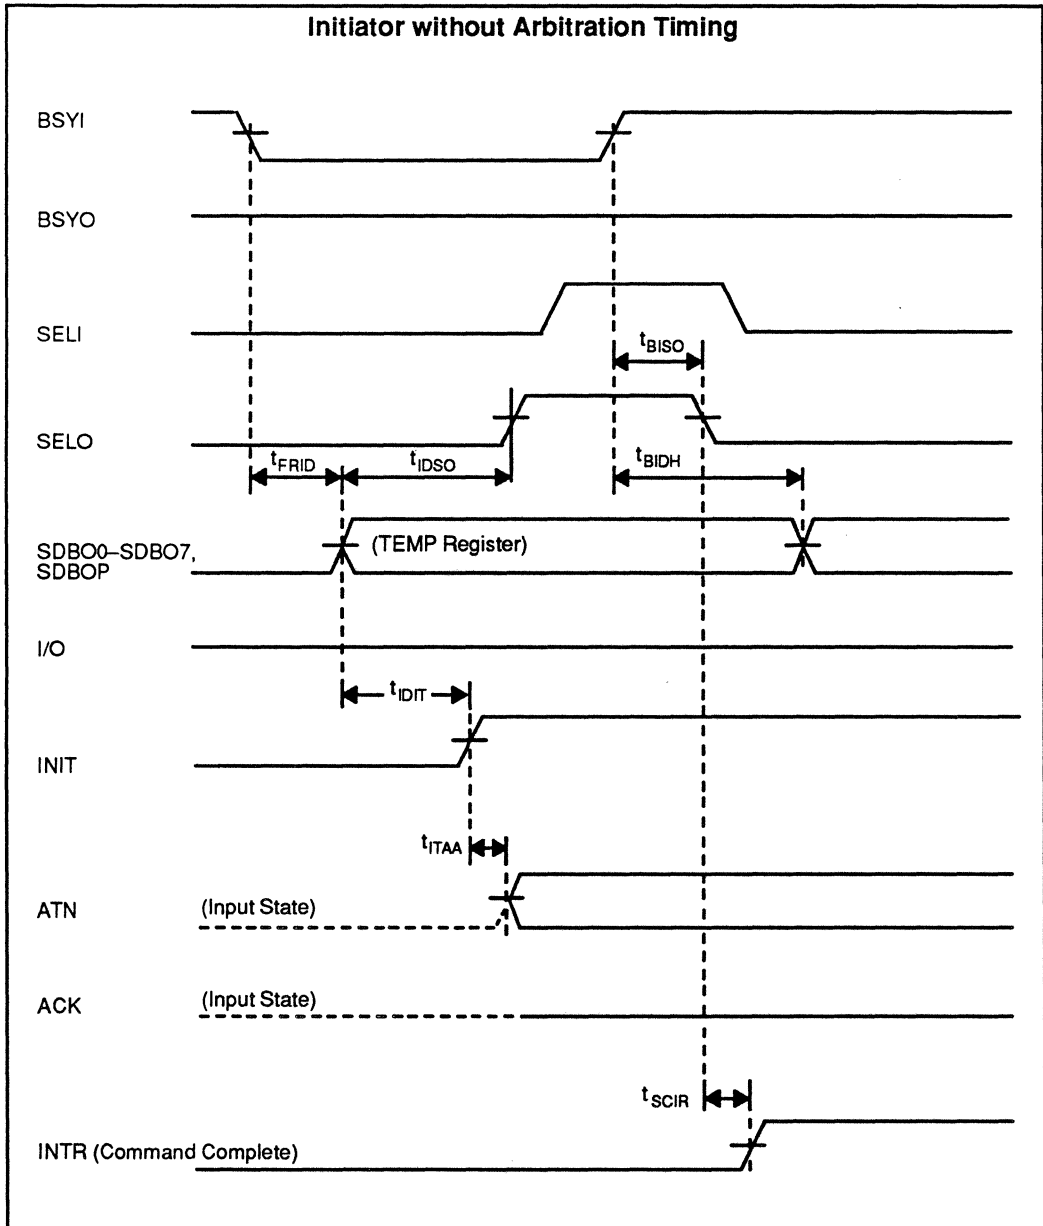 Initiator without Arbitration Timing
BSYI
BSYO
SELI
tBISO
SELO
tFRID
tIDSO
tBIDH
SDBO0–SDBO7,
SDBOP
(TEMP Register)
I/O
tIDIT
INIT
tITAA
ATN
(Input State)
ACK
(Input State)
tSCIR
INTR (Command Complete)